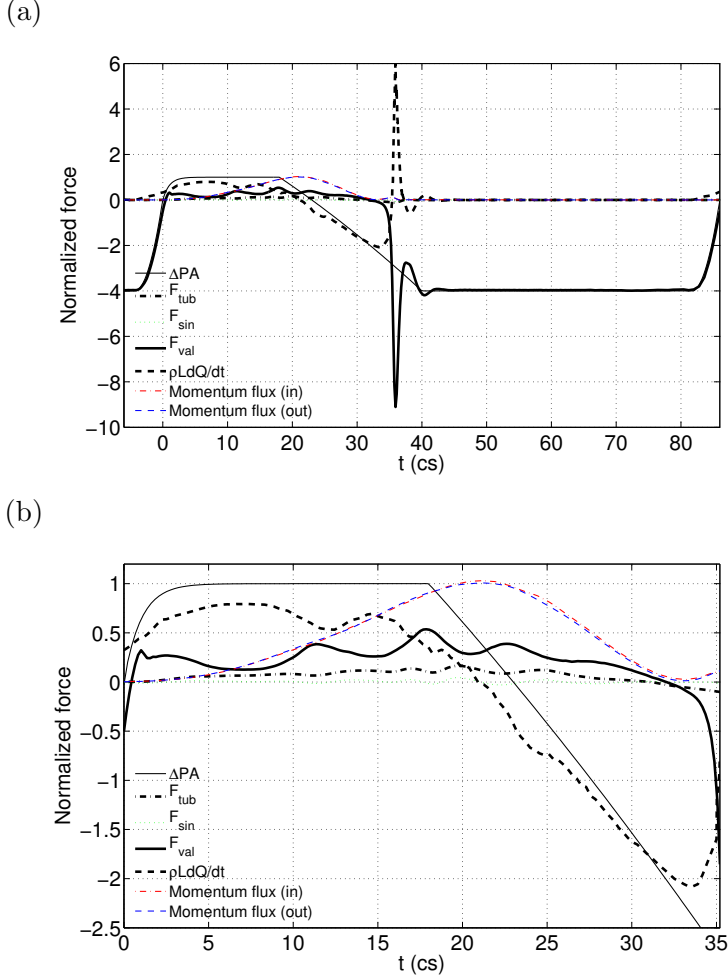 (a)
6
4
2
0
−2
−4
−6
−8
−10
Normalized force
ΔPA
F_tub
F_sin
F_val
ρLdQ/dt
Momentum flux (in)
Momentum flux (out)
0 10 20 30 40 50 60 70 80
t (cs)
(b)
1
0.5
0
−0.5
−1
−1.5
−2
−2.5
Normalized force
ΔPA
F_tub
F_sin
F_val
ρLdQ/dt
Momentum flux (in)
Momentum flux (out)
0 5 10 15 20 25 30 35
t (cs)